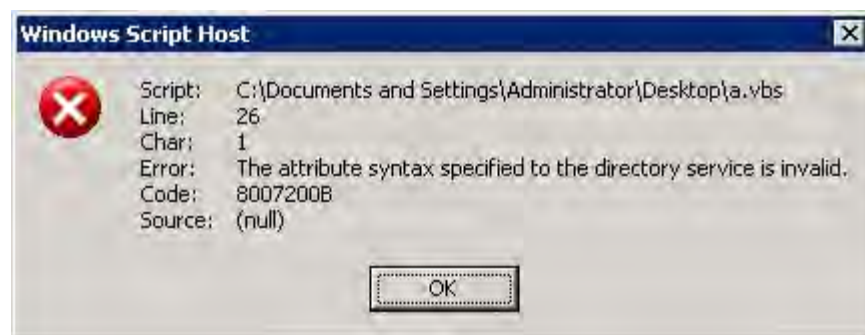 Windows Script Host
Script: C:\Documents and Settings\Administrator\Desktop\a.vbs
Line: 26
Char: 1
Error: The attribute syntax specified to the directory service is invalid.
Code: 8007200B
Source: (null)
OK